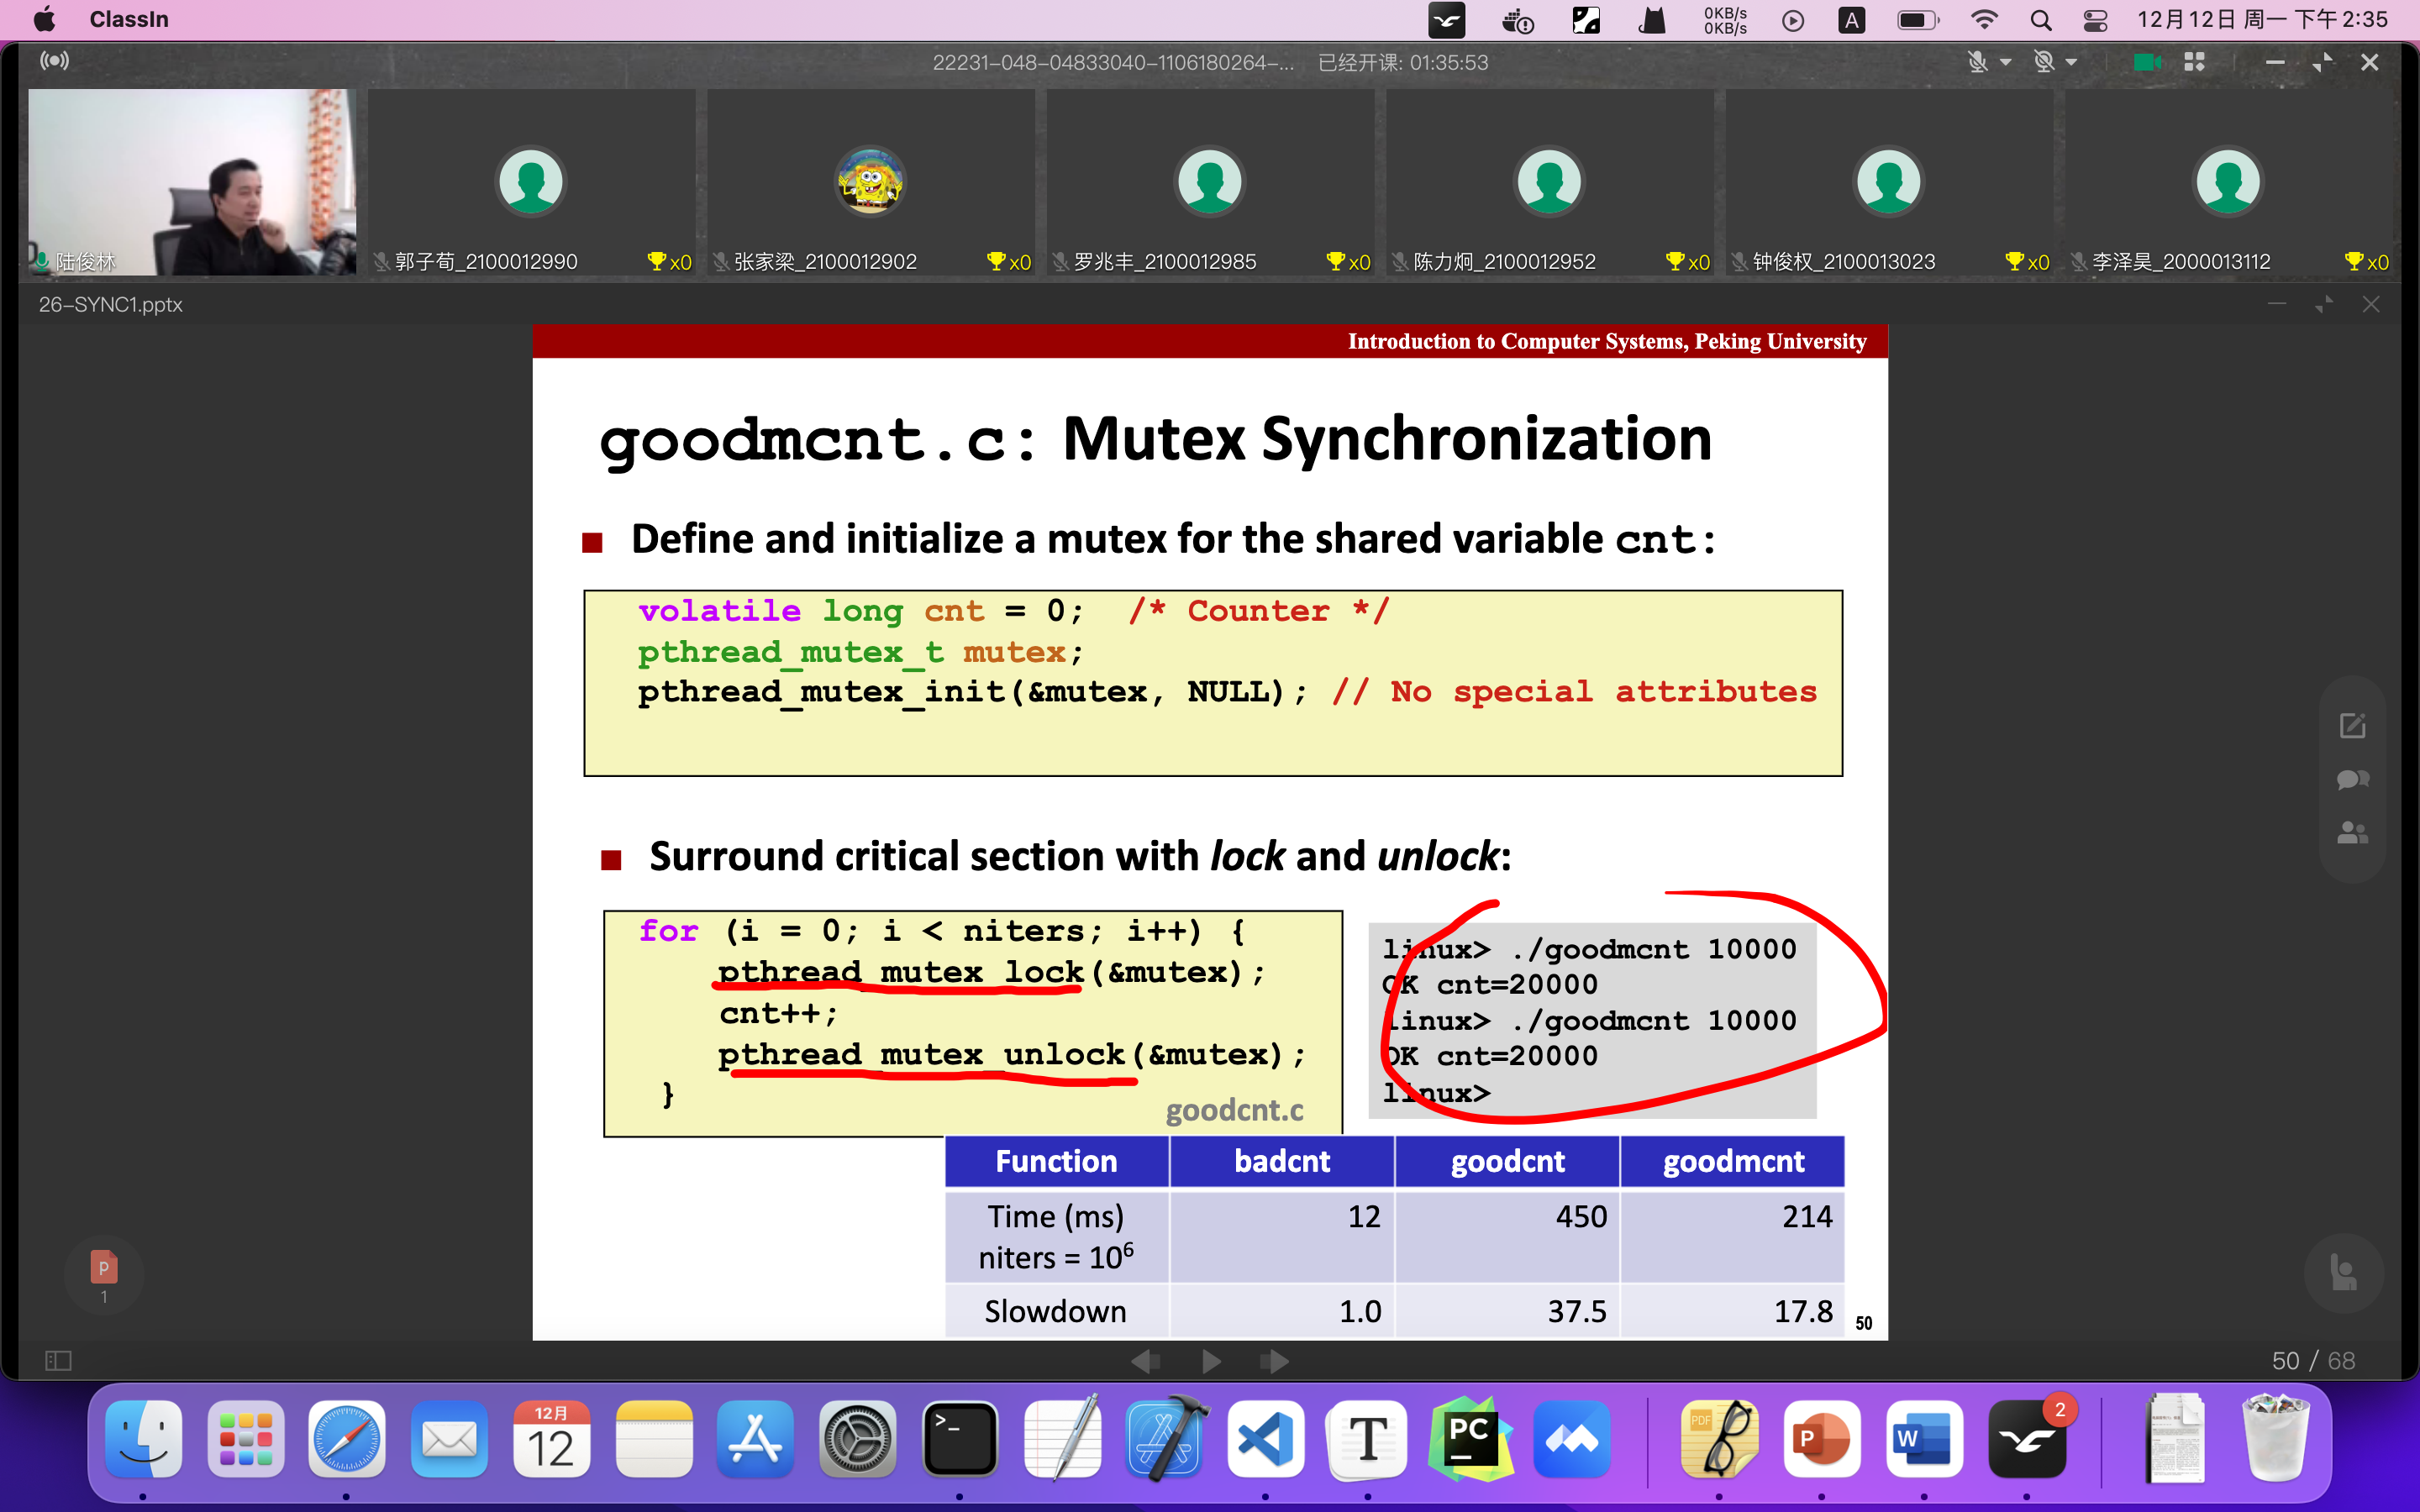 ClassIn
0KB/s
0KB/s
A
12月12日 周一 下午2:35
22231-048-04833040-1106180264-... 已经开课: 01:35:53
陆俊林
郭子荀_2100012990 x0
张家梁_2100012902 x0
罗兆丰_2100012985 x0
陈力炯_2100012952 x0
钟俊权_2100013023 x0
李泽昊_2000013112 x0
26-SYNC1.pptx
Introduction to Computer Systems, Peking University
goodmcnt.c: Mutex Synchronization
Define and initialize a mutex for the shared variable cnt:
volatile long cnt = 0; /* Counter */
pthread_mutex_t mutex;
pthread_mutex_init(&mutex, NULL); // No special attributes
Surround critical section with lock and unlock:
for (i = 0; i < niters; i++) {
pthread_mutex_lock(&mutex);
cnt++;
pthread_mutex_unlock(&mutex);
}
goodcnt.c
linux> ./goodmcnt 10000
OK cnt=20000
linux> ./goodmcnt 10000
OK cnt=20000
linux>
Function badcnt goodcnt goodmcnt
Time (ms) 12 450 214
niters = 10⁶
Slowdown 1.0 37.5 17.8
50
P
1
50 / 68
12月
12
>_
T
PC
PDF
P
W
2